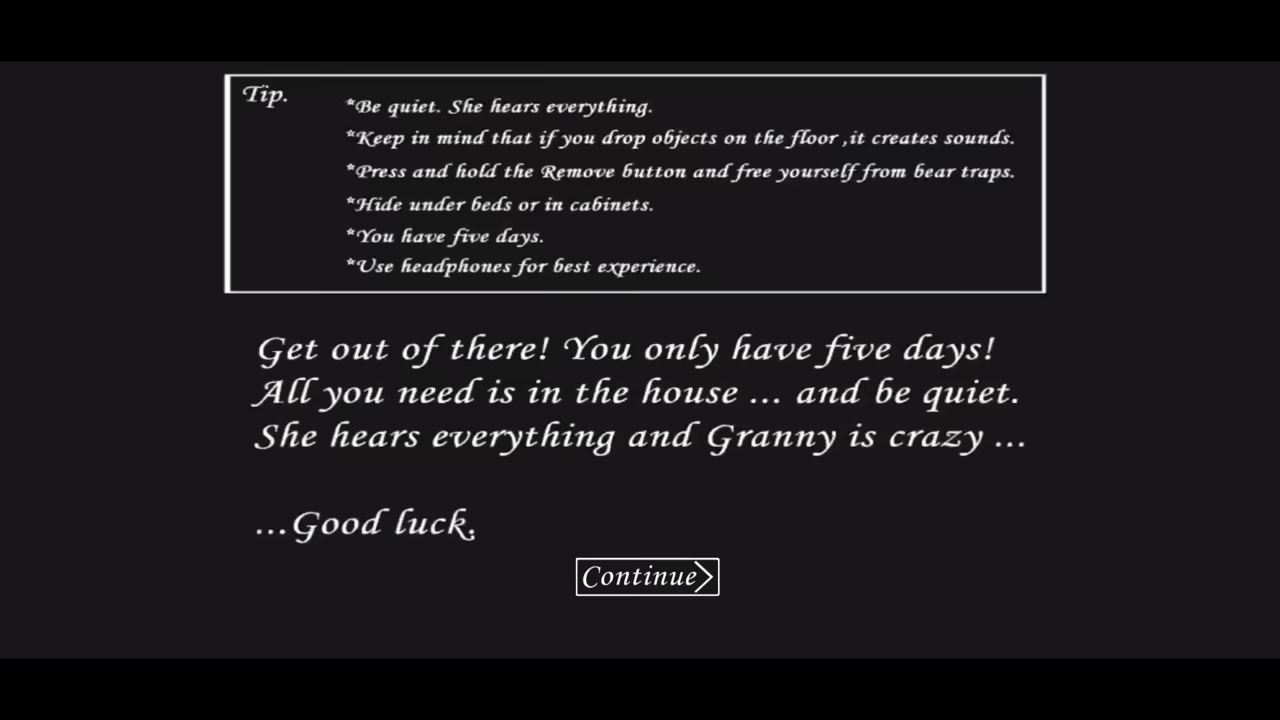 Tip.
*Be quiet. She hears everything.
*Keep in mind that if you drop objects on the floor ,it creates sounds.
*Press and hold the Remove button and free yourself from bear traps.
*Hide under beds or in cabinets.
*You have five days.
*Use headphones for best experience.
Get out of there! You only have five days!
All you need is in the house ... and be quiet.
She hears everything and Granny is crazy ...
...Good luck.
Continue>